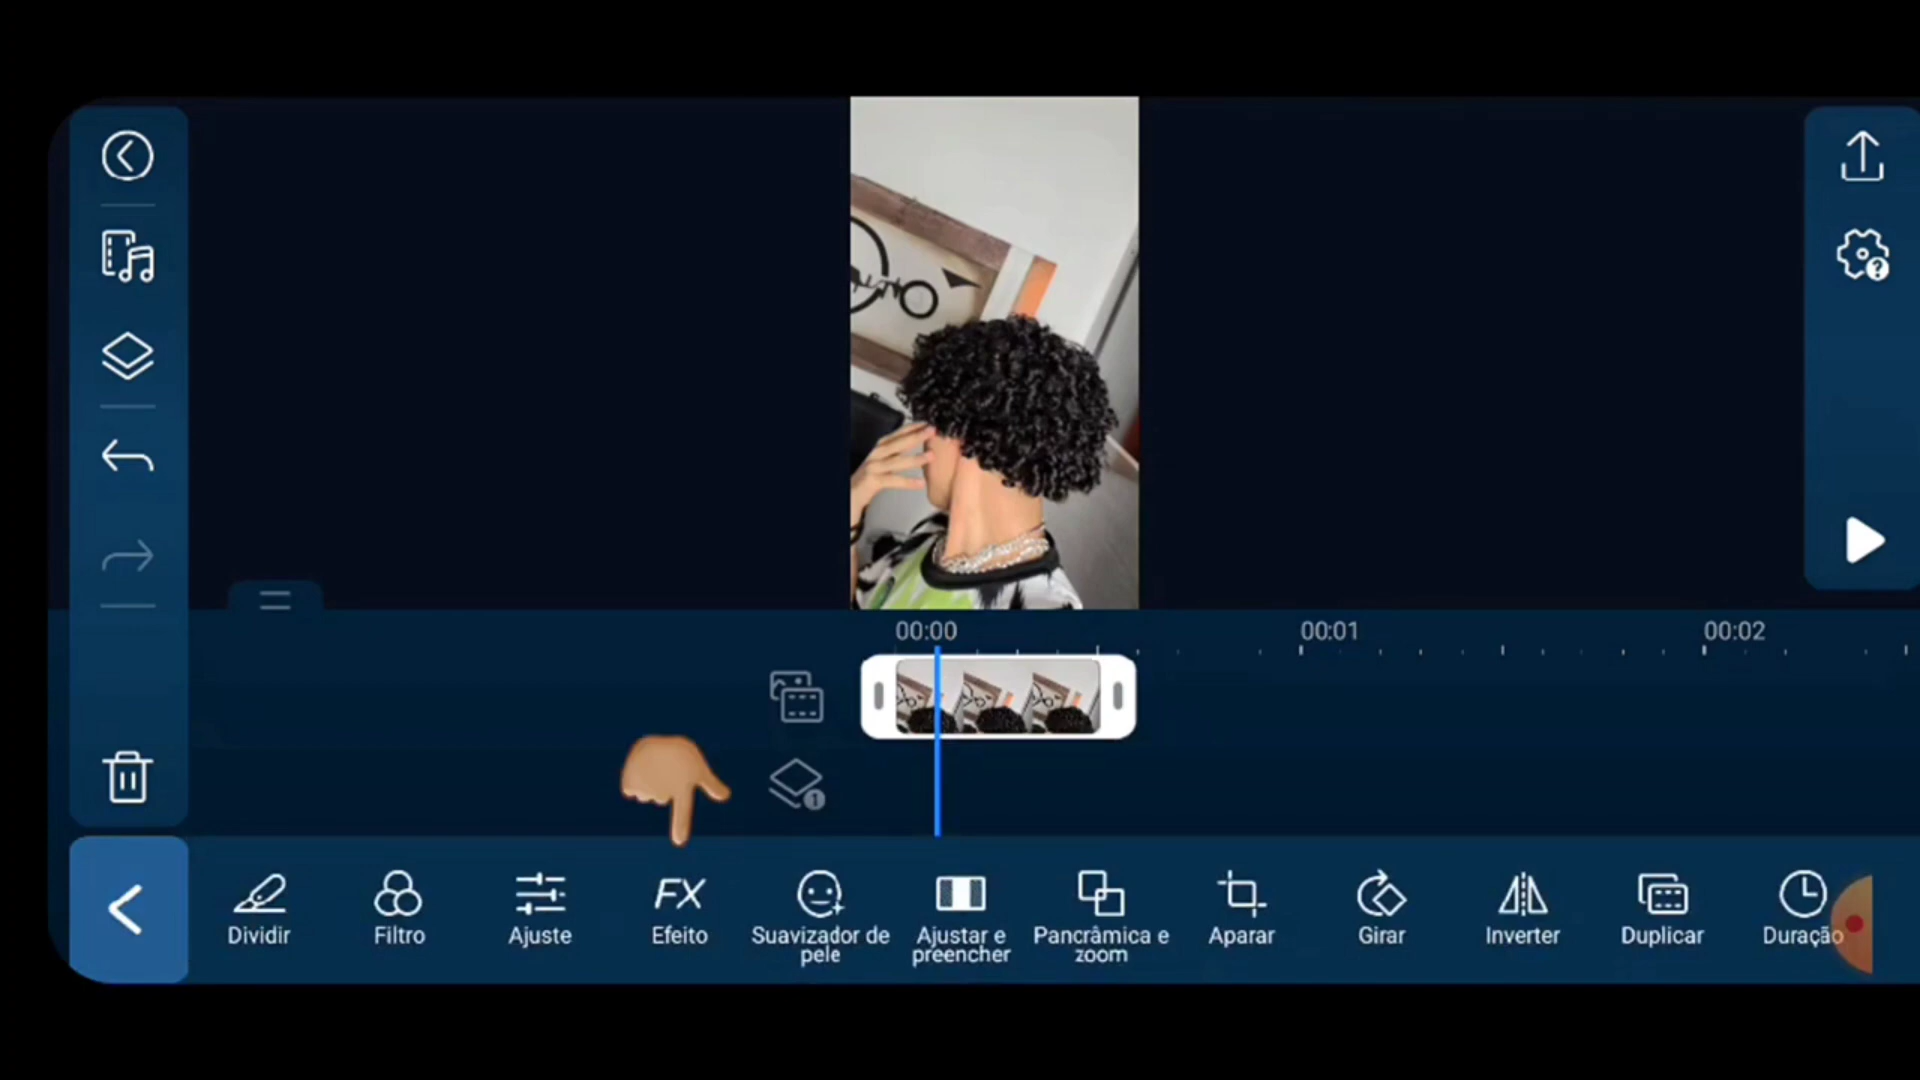 00:00
00:01
00:02
1
Dividir
Filtro
Ajuste
FX
Efeito
Suavizador de
pele
Ajustar e
preencher
Pancrâmica e
zoom
Aparar
Girar
Inverter
Duplicar
Duração